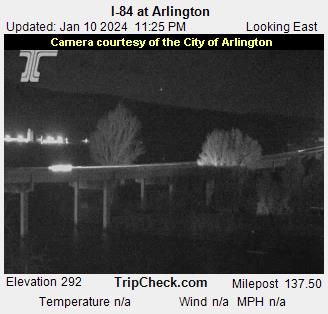 I-84 at Arlington
Updated: Jan 10 2024 11:25 PM Looking East
Camera courtesy of the City of Arlington
Elevation 292 TripCheck.com Milepost 137.50
Temperature n/a Wind n/a MPH n/a